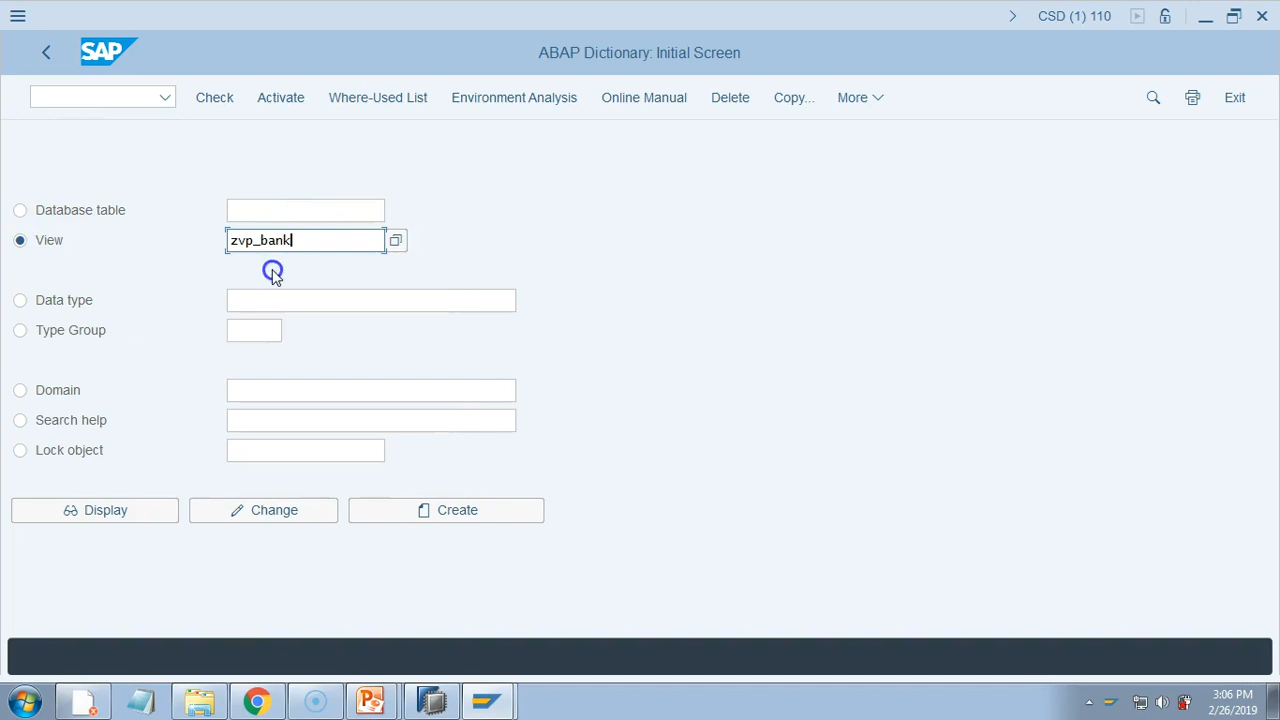 CSD (1) 110
SAP
ABAP Dictionary: Initial Screen
Check Activate Where-Used List Environment Analysis Online Manual Delete Copy... More Exit
Database table
View zvp_bank
Data type
Type Group
Domain
Search help
Lock object
Display Change Create
3:06 PM
2/26/2019